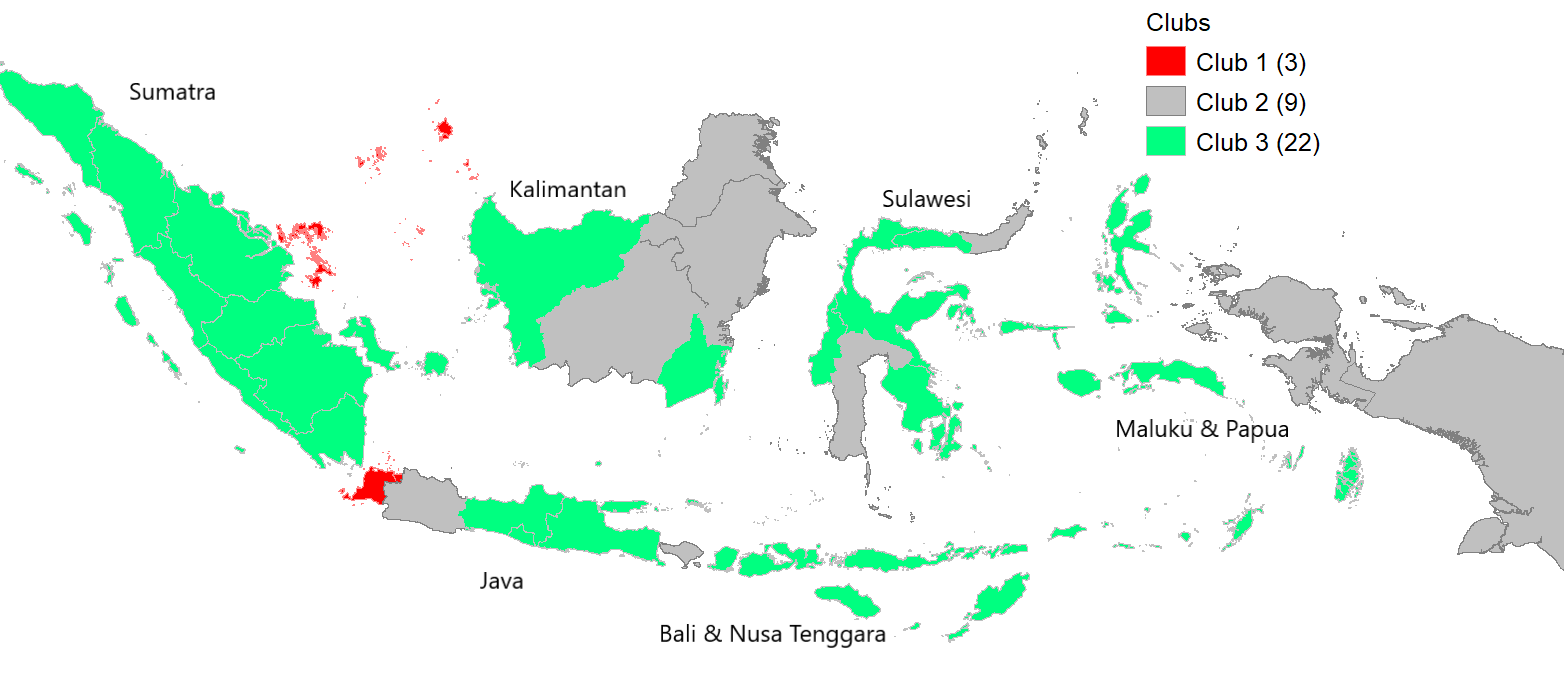 Clubs
Club 1 (3)
Club 2 (9)
Club 3 (22)
Sumatra
Kalimantan
Sulawesi
Maluku & Papua
Java
Bali & Nusa Tenggara